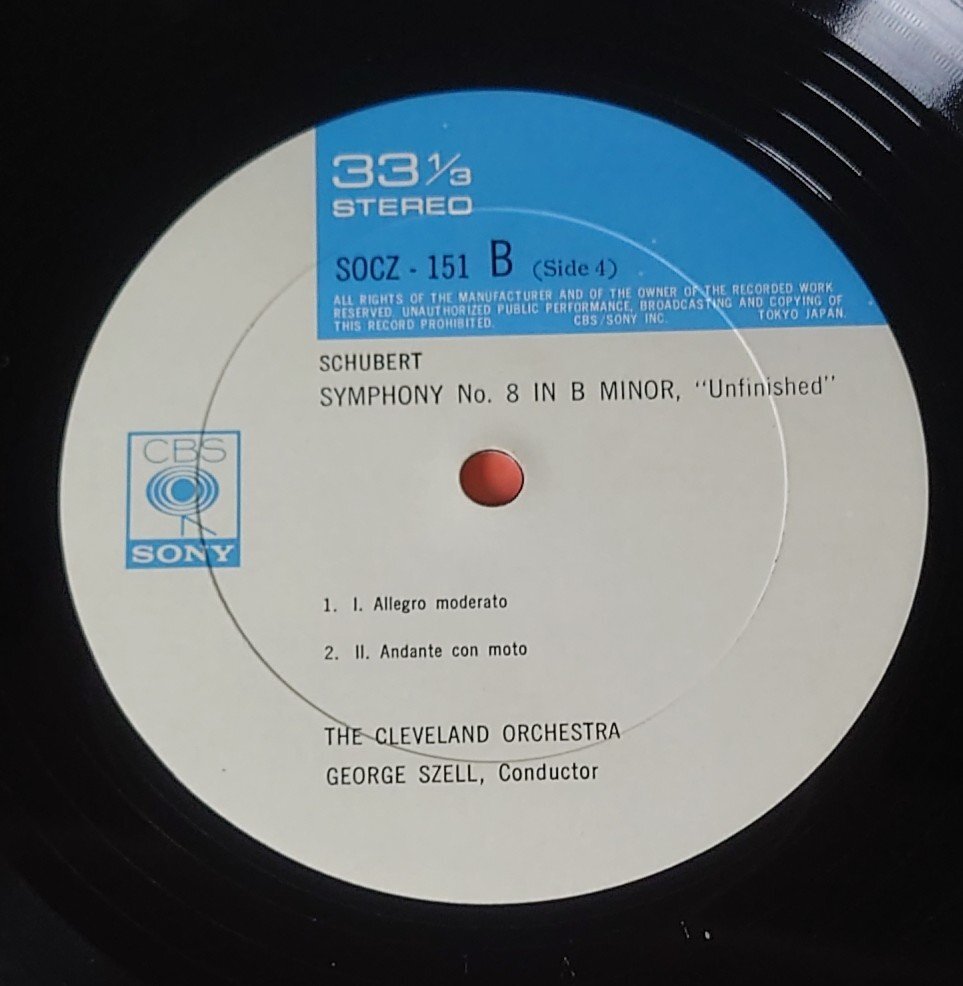 33 1/3
STEREO
SOCZ - 151 B (Side 4)
ALL RIGHTS OF THE MANUFACTURER AND OF THE OWNER OF THE RECORDED WORK
RESERVED. UNAUTHORIZED PUBLIC PERFORMANCE, BROADCASTING AND COPYING OF
THIS RECORD PROHIBITED. CBS/SONY INC. TOKYO JAPAN.
SCHUBERT
SYMPHONY No. 8 IN B MINOR, "Unfinished"
CBS
SONY
1. I. Allegro moderato
2. II. Andante con moto
THE CLEVELAND ORCHESTRA
GEORGE SZELL, Conductor